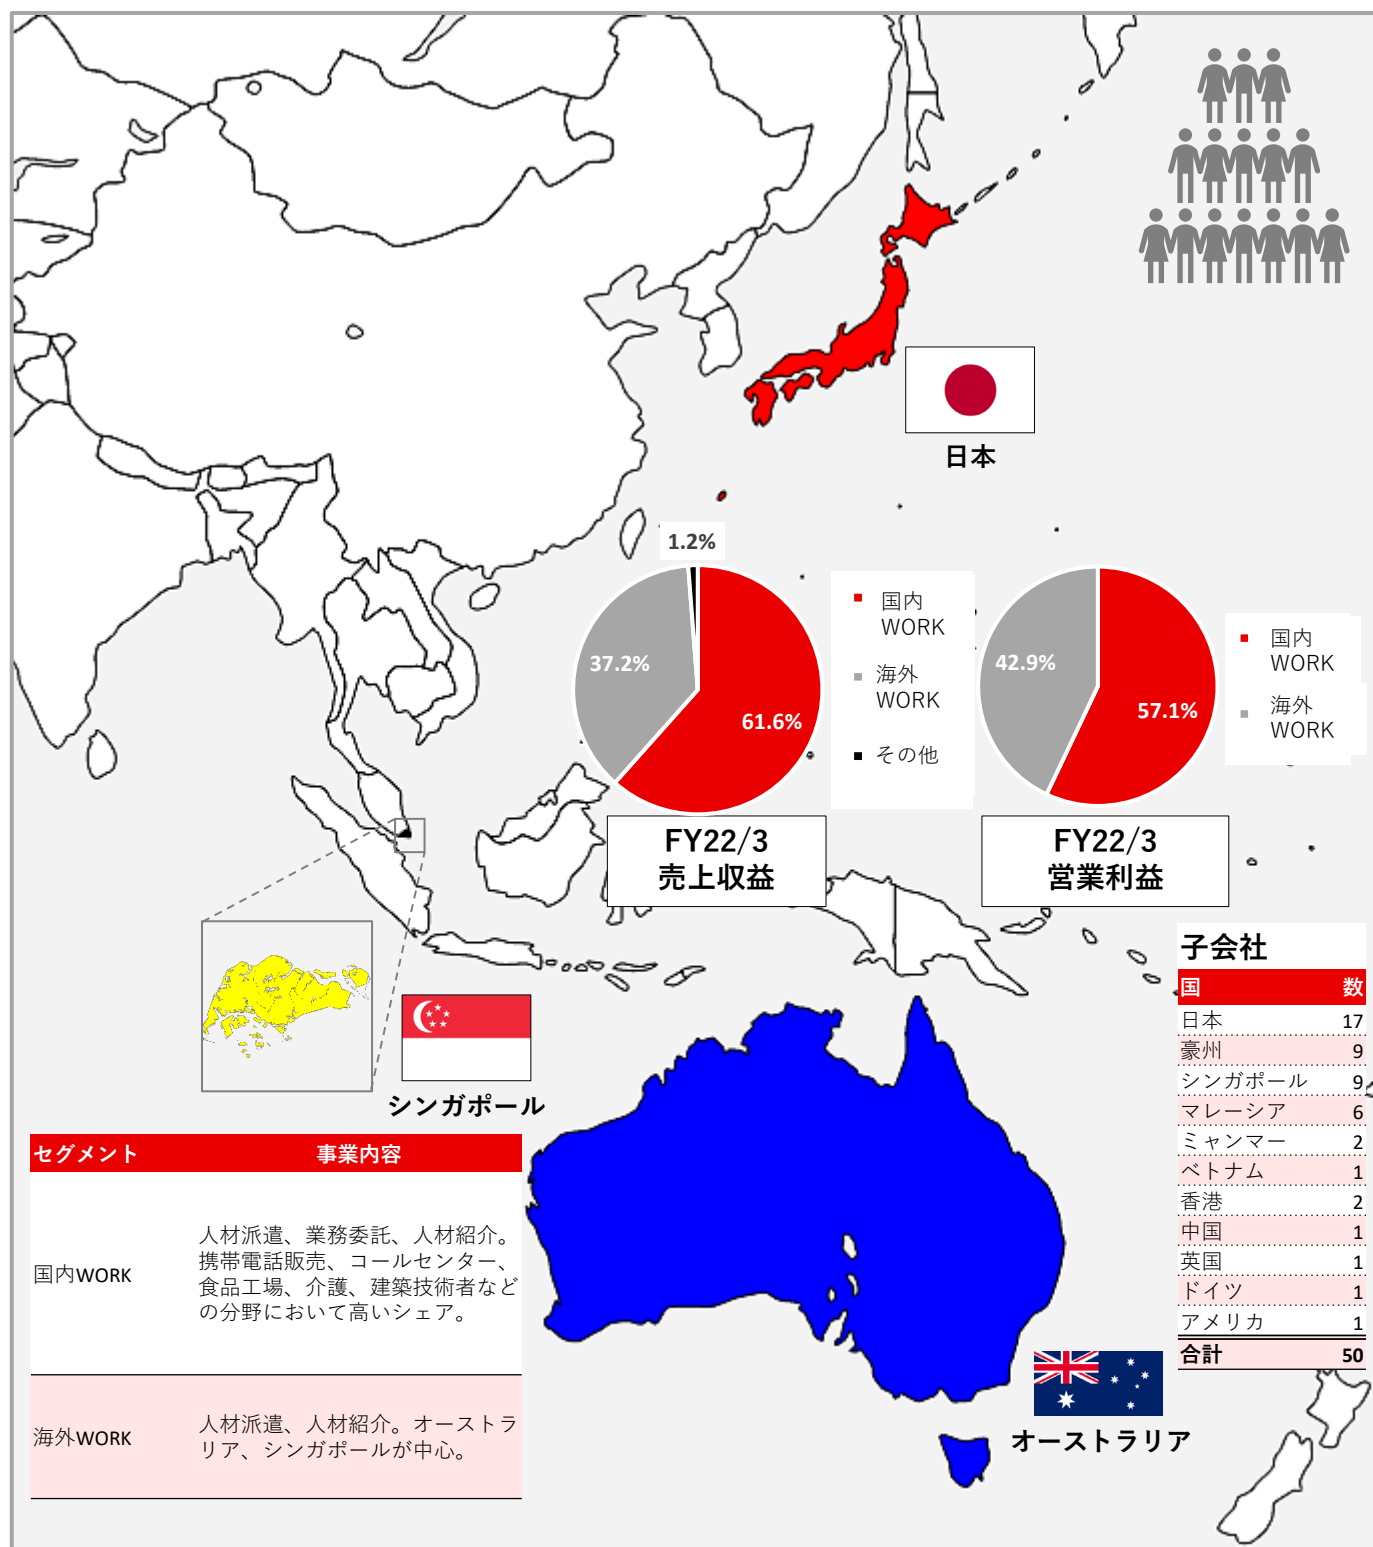 日本
1.2%
37.2%
61.6%
国内
WORK
海外
WORK
その他
42.9%
57.1%
国内
WORK
海外
WORK
FY22/3
売上収益
FY22/3
営業利益
シンガポール
子会社
国 数
日本 17
豪州 9
シンガポール 9
マレーシア 6
ミャンマー 2
ベトナム 1
香港 2
中国 1
英国 1
ドイツ 1
アメリカ 1
合計 50
セグメント 事業内容
国内WORK
人材派遣、業務委託、人材紹介。
携帯電話販売、コールセンター、
食品工場、介護、建築技術者など
の分野において高いシェア。
海外WORK
人材派遣、人材紹介。オーストラ
リア、シンガポールが中心。
オーストラリア